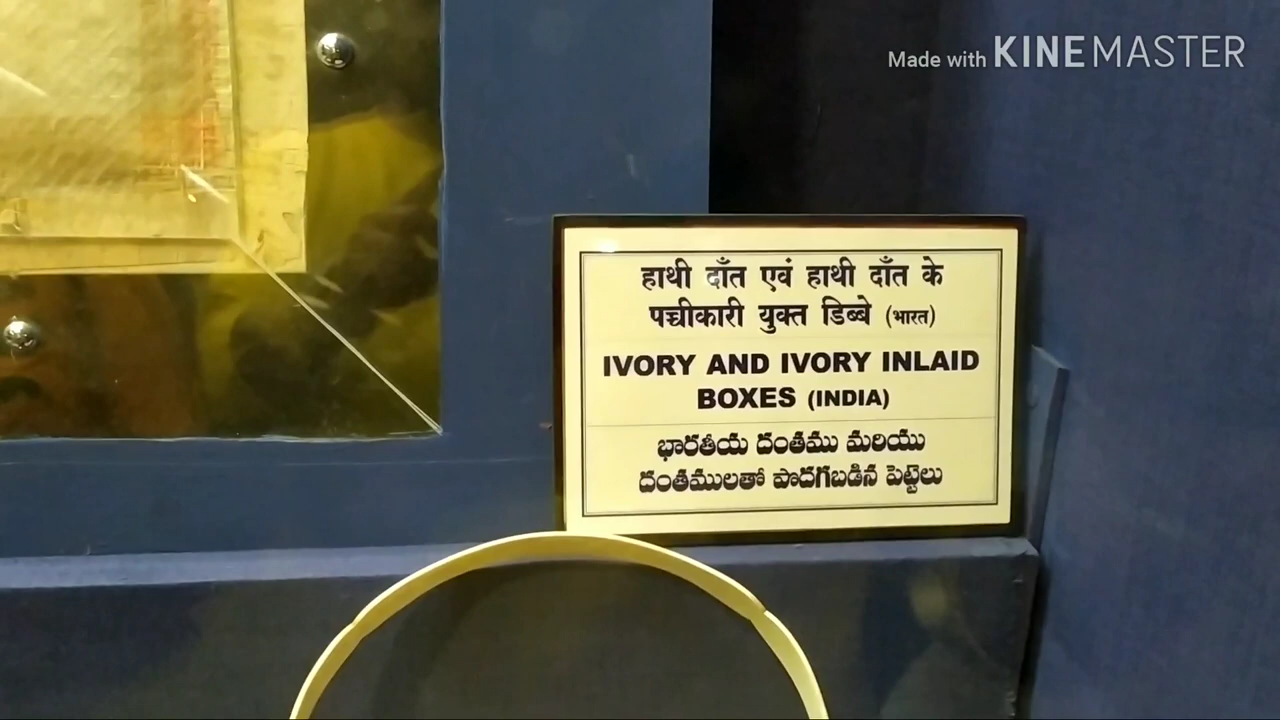 Made with KINEMASTER
हाथी दाँत एवं हाथी दाँत के
पच्चीकारी युक्त डिब्बे (भारत)
IVORY AND IVORY INLAID
BOXES (INDIA)
భారతీయ దంతము మరియు
దంతములతో పొదగబడిన పెట్టెలు